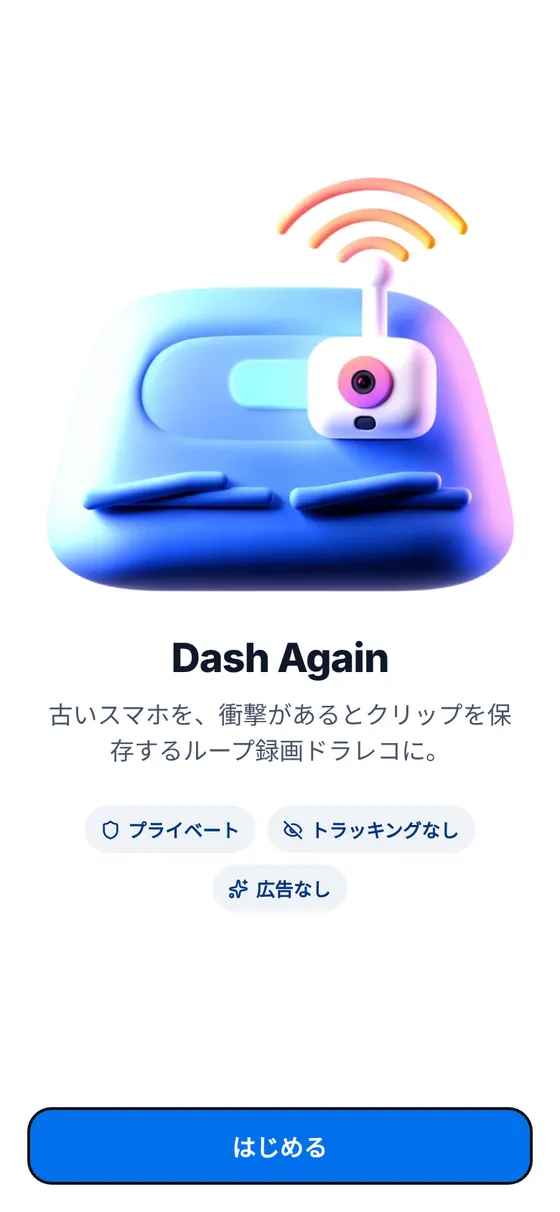 Dash Again
古いスマホを、衝撃があるとクリップを保
存するループ録画ドラレコに。
プライベート
トラッキングなし
広告なし
はじめる